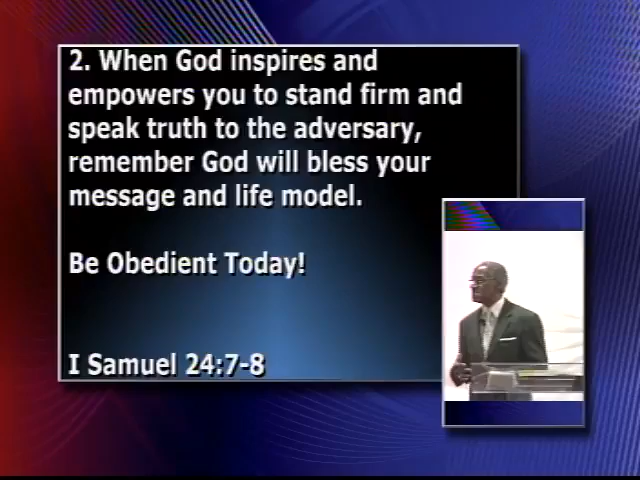 2. When God inspires and
empowers you to stand firm and
speak truth to the adversary,
remember God will bless your
message and life model.
Be Obedient Today!
I Samuel 24:7-8